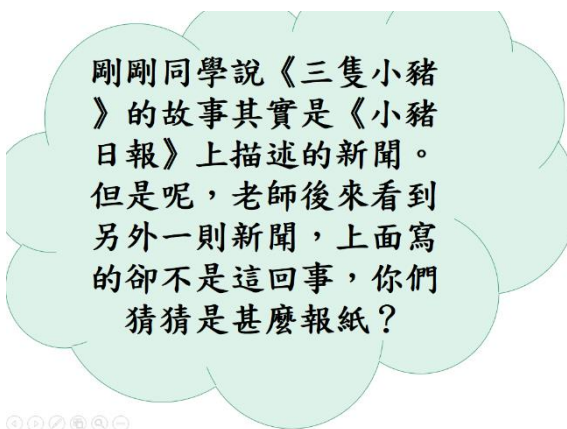 剛剛同學說《三隻小豬
》的故事其實是《小豬
日報》上描述的新聞。
但是呢，老師後來看到
另外一則新聞，上面寫
的卻不是這回事，你們
猜猜是甚麼報紙？